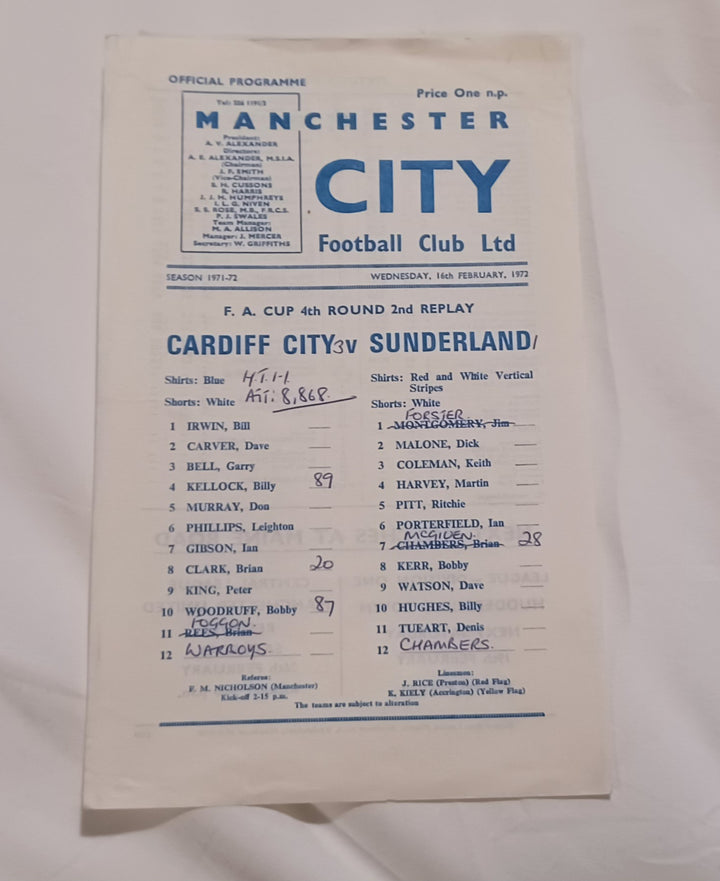 OFFICIAL PROGRAMME
Price One n.p.
Tel: 226 1191/2
MANCHESTER
CITY
Football Club Ltd
President:
A. V. ALEXANDER
Directors:
A. E. ALEXANDER, M.S.I.A.
(Chairman)
J. F. SMITH
(Vice-Chairman)
S. H. CUSSONS
R. HARRIS
J. J. M. HUMPHREYS
I. L. G. NIVEN
S. S. ROSE, M.B., F.R.C.S.
P. J. SWALES
Team Manager:
M. A. ALLISON
Manager: J. MERCER
Secretary: W. GRIFFITHS
SEASON 1971-72
WEDNESDAY, 16th FEBRUARY, 1972
F. A. CUP 4th ROUND 2nd REPLAY
CARDIFF CITY 3 V SUNDERLAND 1
Shirts: Blue H.T. 1-1.
Shorts: White ATT: 8,868.
1 IRWIN, Bill
2 CARVER, Dave
3 BELL, Garry
4 KELLOCK, Billy 89
5 MURRAY, Don
6 PHILLIPS, Leighton
7 GIBSON, Ian
8 CLARK, Brian 20
9 KING, Peter
10 WOODRUFF, Bobby 87
FOGGON.
11 REES, Brian
12 WARROYS.
Referee:
F. M. NICHOLSON (Manchester)
Kick-off 2-15 p.m.
Shirts: Red and White Vertical
Stripes
Shorts: White
FORSTER.
1 MONTGOMERY, Jim
2 MALONE, Dick
3 COLEMAN, Keith
4 HARVEY, Martin
5 PITT, Ritchie
6 PORTERFIELD, Ian
MCGIDEN.
7 CHAMBERS, Brian 28
8 KERR, Bobby
9 WATSON, Dave
10 HUGHES, Billy
11 TUEART, Denis
12 CHAMBERS.
Linesmen:
J. RICE (Preston) (Red Flag)
K. KIELY (Accrington) (Yellow Flag)
The teams are subject to alteration